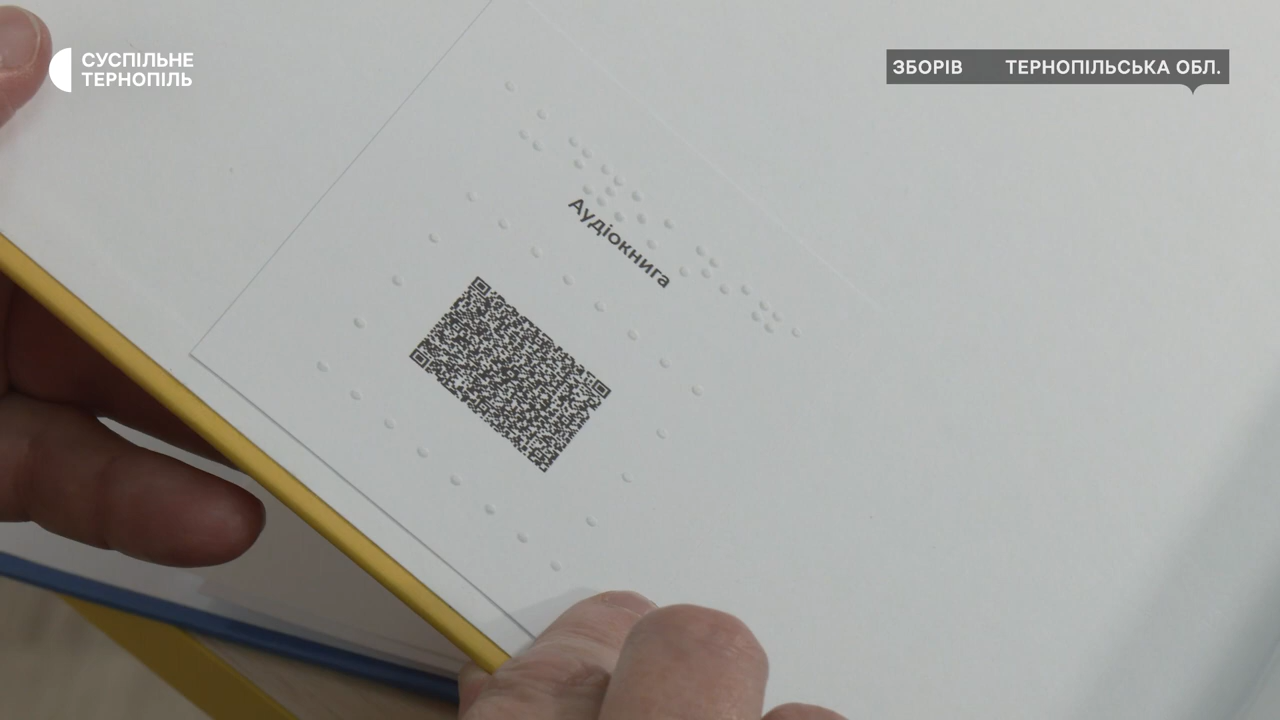 СУСПІЛЬНЕ
ТЕРНОПІЛЬ
ЗБОРІВ ТЕРНОПІЛЬСЬКА ОБЛ.
Аудіокнига